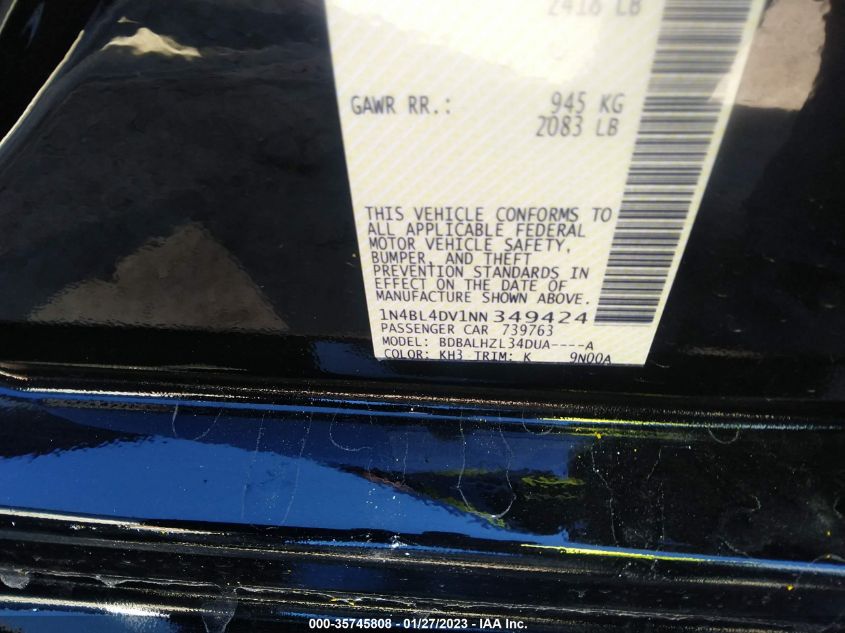 2418 LB
GAWR RR.: 945 KG
2083 LB
THIS VEHICLE CONFORMS TO
ALL APPLICABLE FEDERAL
MOTOR VEHICLE SAFETY,
BUMPER, AND THEFT
PREVENTION STANDARDS IN
EFFECT ON THE DATE OF
MANUFACTURE SHOWN ABOVE.
1N4BL4DV1NN349424
PASSENGER CAR 739763
MODEL: BDBALHZL34DUA----A
COLOR: KH3 TRIM: K 9N00A
000-35745808 - 01/27/2023 - IAA Inc.